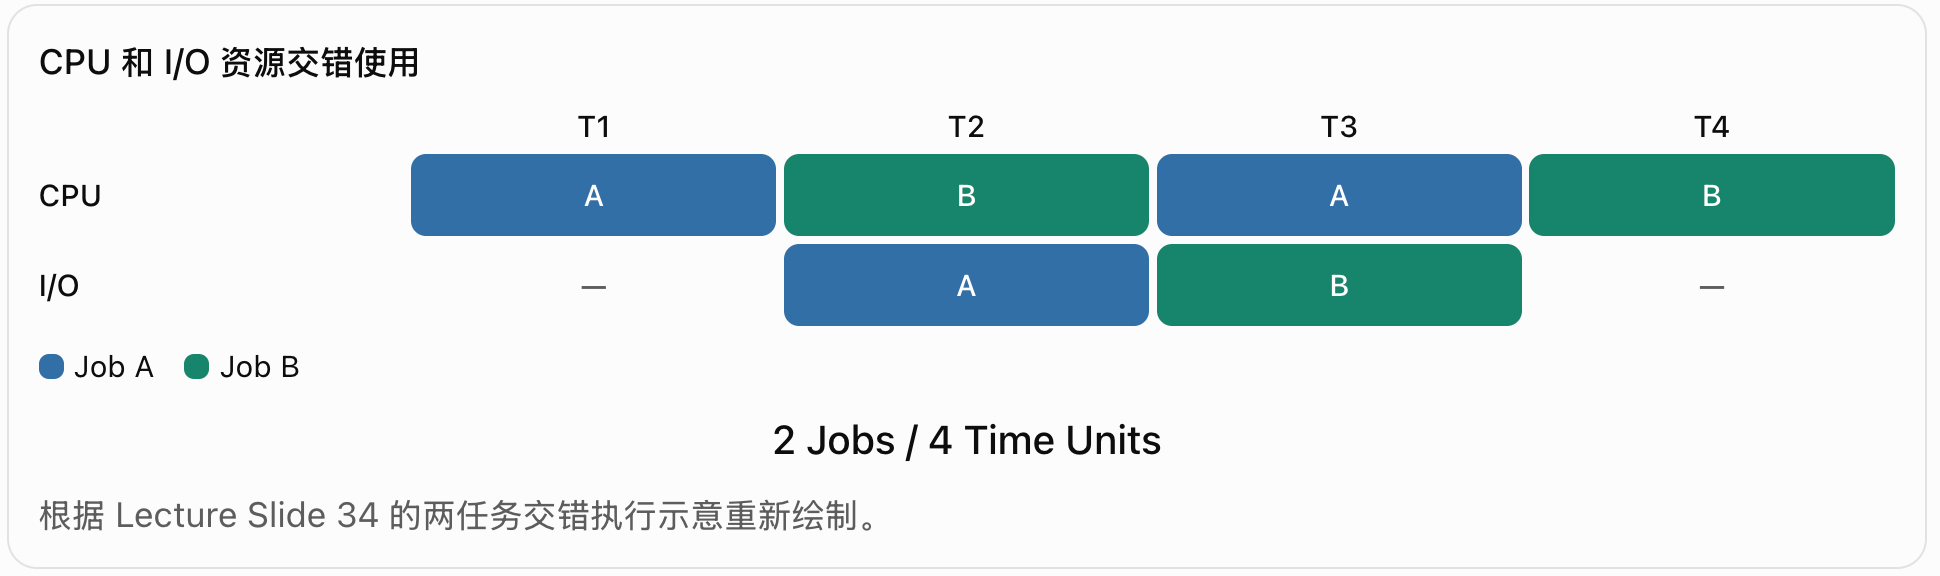 CPU 和 I/O 资源交错使用
T1 T2 T3 T4
CPU A B A B
I/O — A B —
Job A Job B
2 Jobs / 4 Time Units
根据 Lecture Slide 34 的两任务交错执行示意重新绘制。